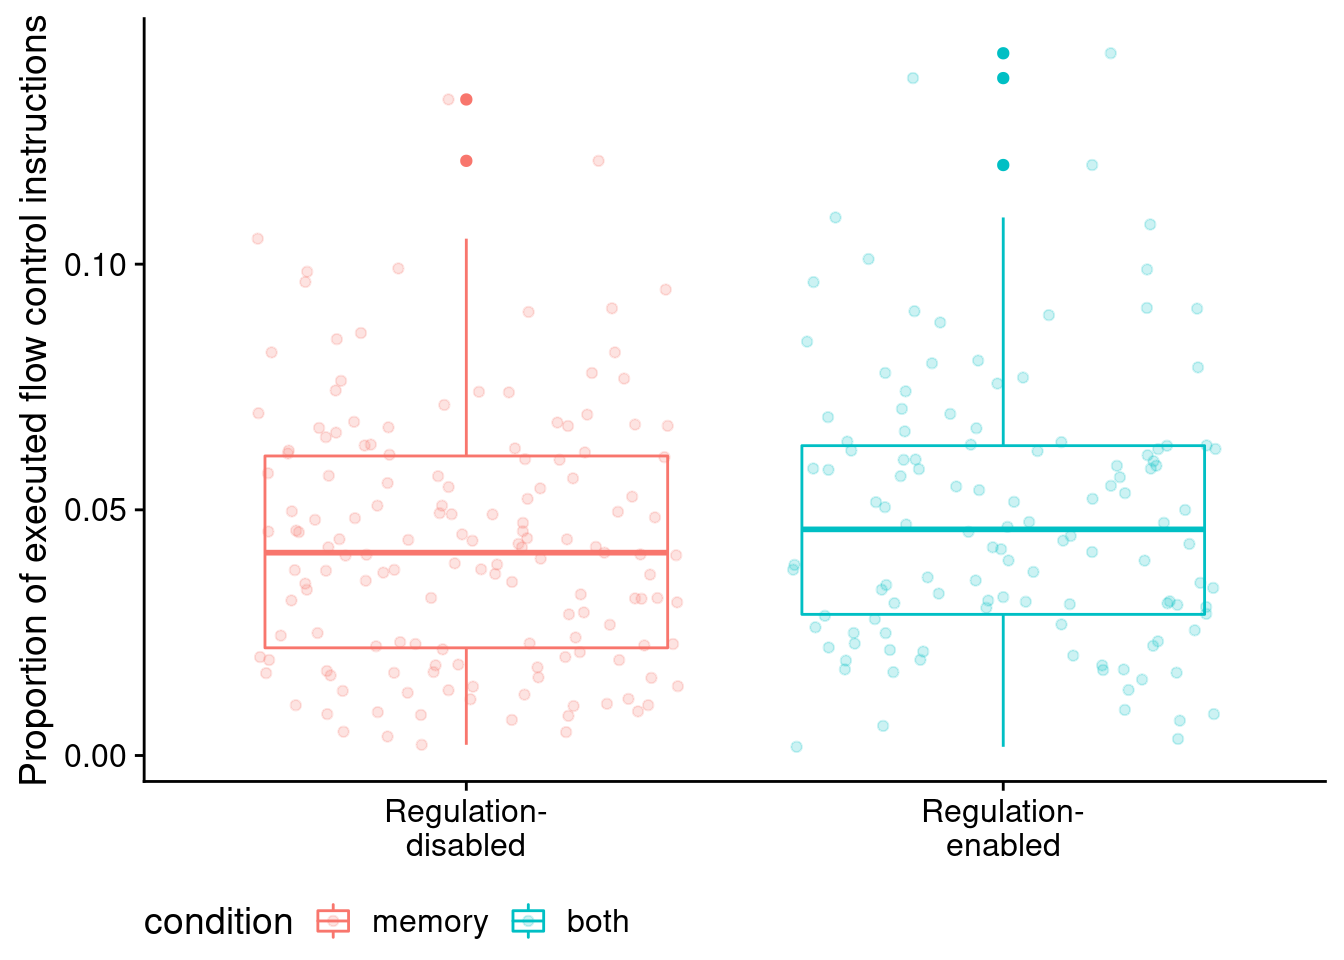 Proportion of executed flow control instructions
0.10
0.05
0.00
Regulation-
disabled
Regulation-
enabled
condition memory both